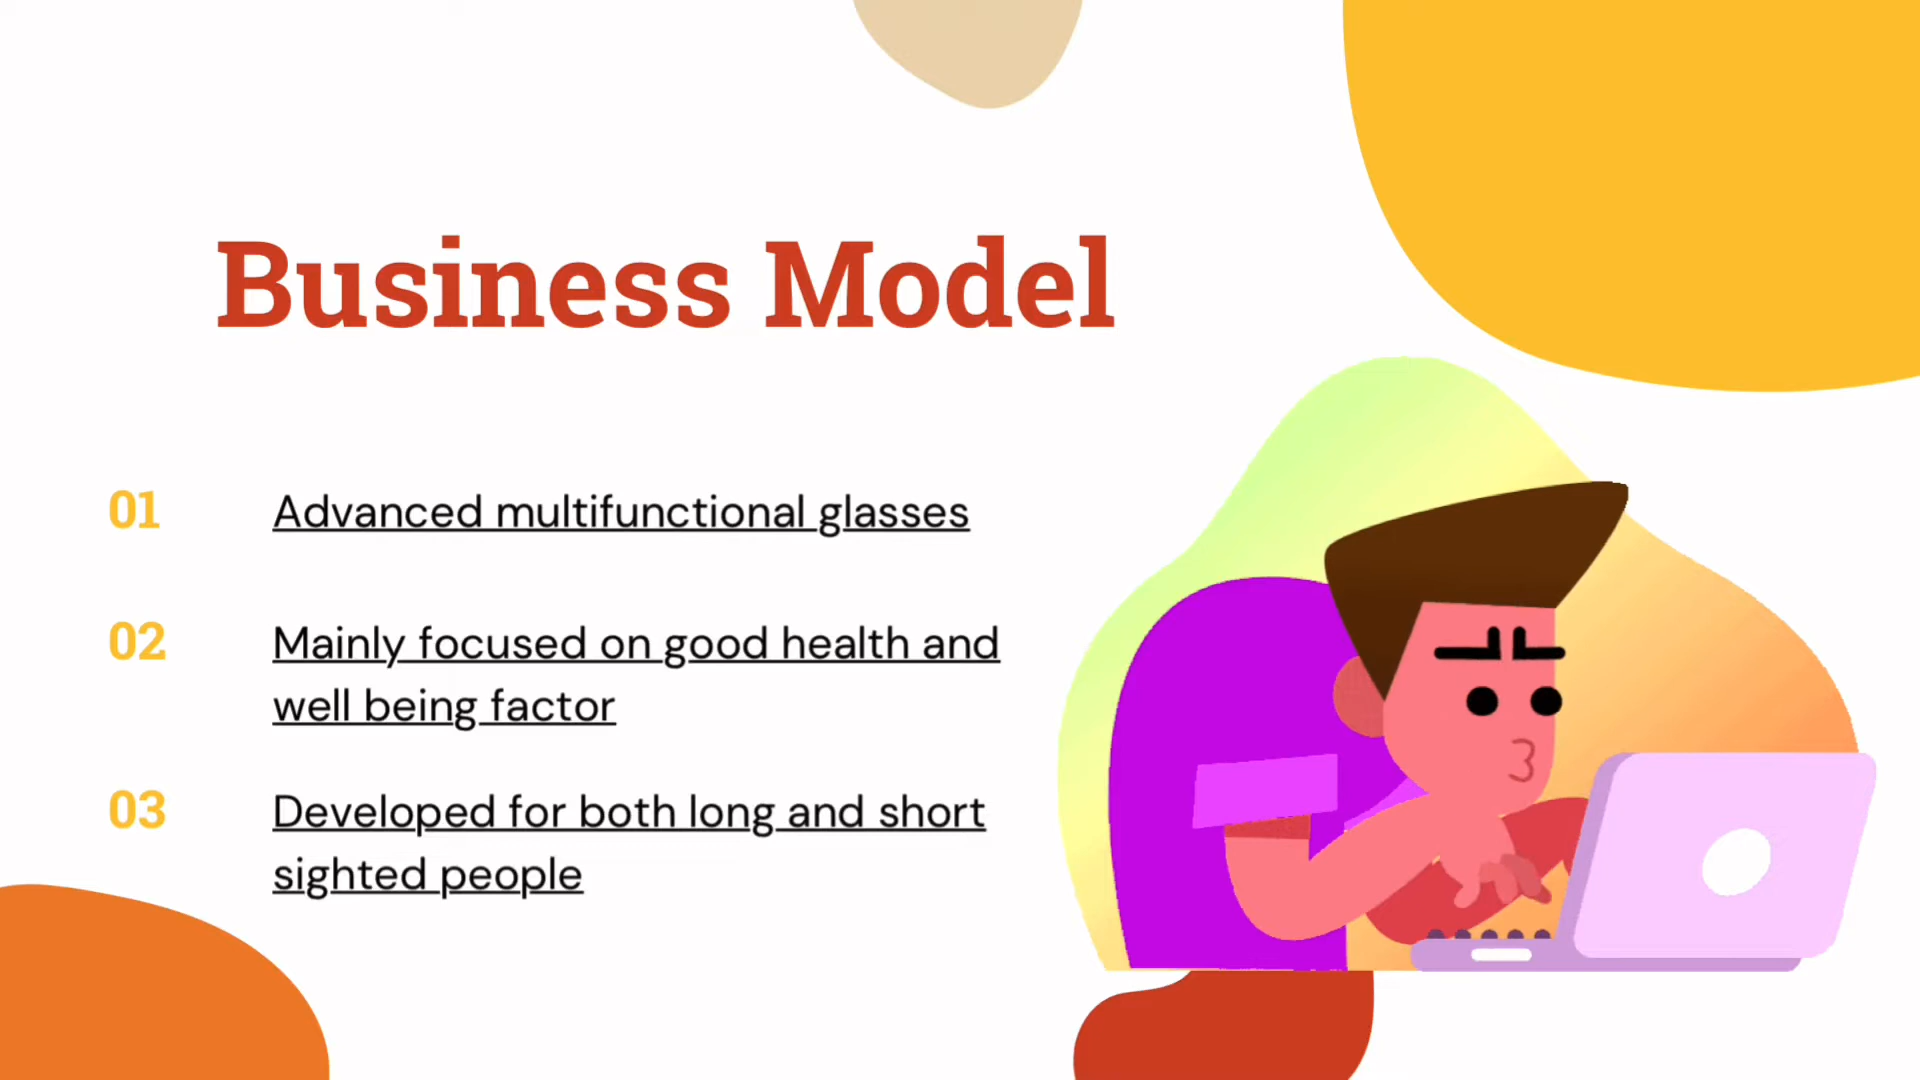 Business Model
01 Advanced multifunctional glasses
02 Mainly focused on good health and
well being factor
03 Developed for both long and short
sighted people